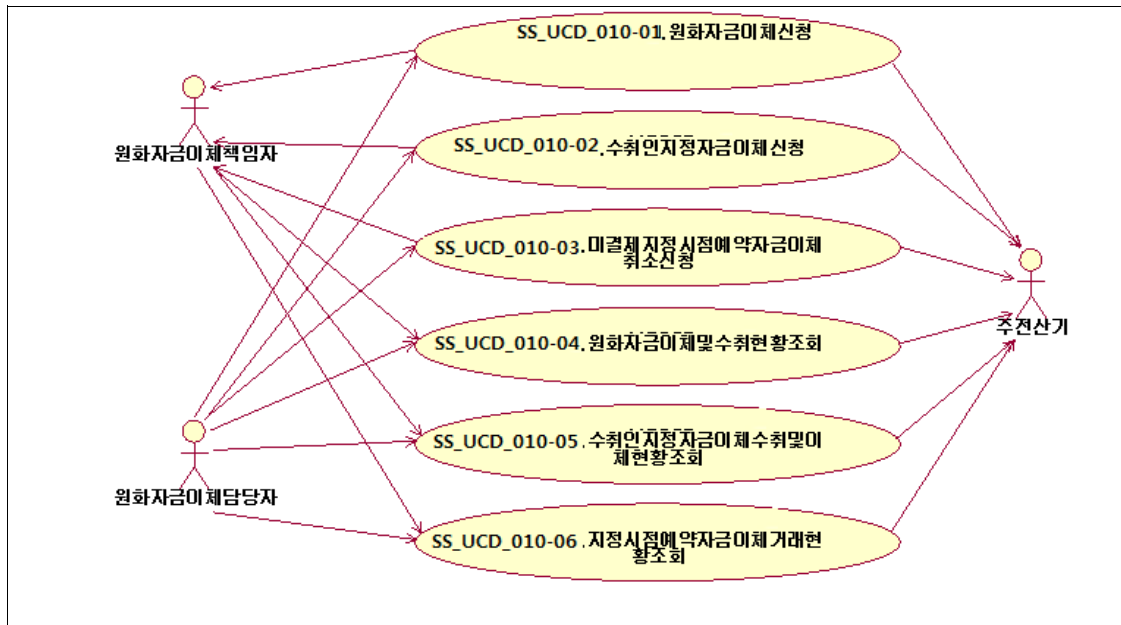 SS_UCD_010-01.원화자금이체신청
원화자금이체책임자
SS_UCD_010-02.수취인지정자금이체신청
SS_UCD_010-03.미결제지정시점예약자금이체
취소신청
주전산기
SS_UCD_010-04.원화자금이체및수취현황조회
SS_UCD_010-05.수취인지정자금이체수취및이
체현황조회
원화자금이체담당자
SS_UCD_010-06.지정시점예약자금이체거래현
황조회